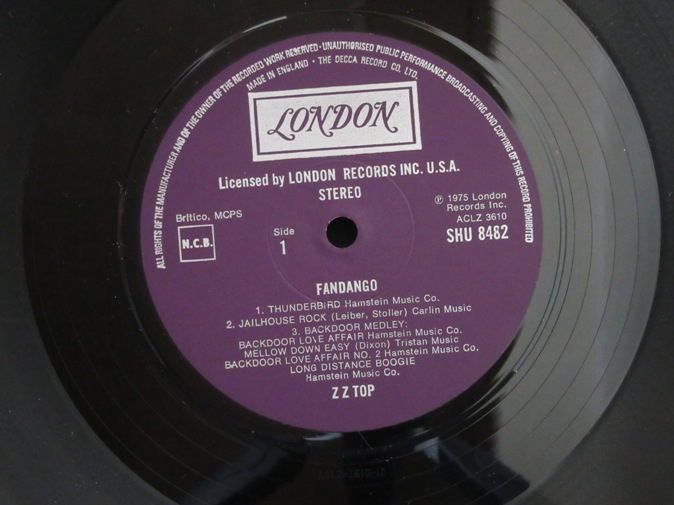 ALL RIGHTS OF THE MANUFACTURER AND OF THE OWNER OF THE RECORDED WORK RESERVED · UNAUTHORISED PUBLIC PERFORMANCE BROADCASTING AND COPYING OF THIS RECORD PROHIBITED
MADE IN ENGLAND · THE DECCA RECORD CO, LTD.
LONDON
Licensed by LONDON RECORDS INC. U.S.A.
STEREO
Britico, MCPS
N.C.B.
Side
1
℗ 1975 London
Records Inc.
ACLZ 3610
SHU 8482
FANDANGO
1. THUNDERBIRD Hamstein Music Co.
2. JAILHOUSE ROCK (Leiber, Stoller) Carlin Music
3. BACKDOOR MEDLEY:
BACKDOOR LOVE AFFAIR Hamstein Music Co.
MELLOW DOWN EASY (Dixon) Tristan Music
BACKDOOR LOVE AFFAIR NO. 2 Hamstein Music Co.
LONG DISTANCE BOOGIE
Hamstein Music Co.
Z Z TOP